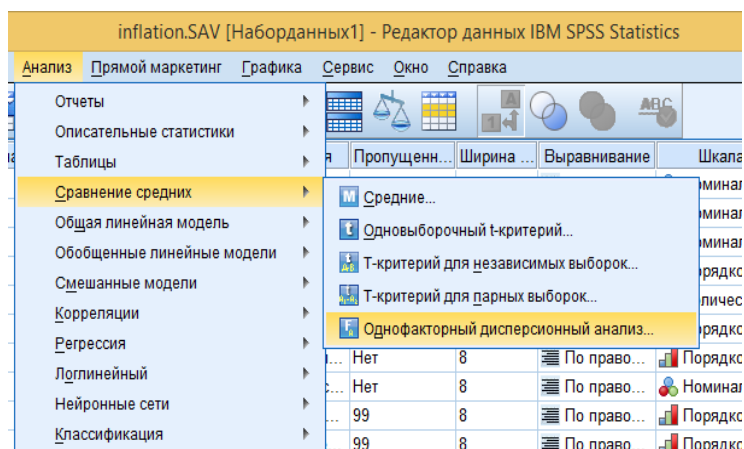 inflation.SAV [Наборданных1] - Редактор данных IBM SPSS Statistics
Анализ Прямой маркетинг Графика Сервис Окно Справка
Отчеты
Описательные статистики
Таблицы
Сравнение средних
Общая линейная модель
Обобщенные линейные модели
Смешанные модели
Корреляции
Регрессия
Логлинейный
Нейронные сети
Классификация
A
1
ABC
Пропущенн... Ширина ... Выравнивание Шкала
M Средние...
t Одновыборочный t-критерий...
Т-критерий для независимых выборок...
Т-критерий для парных выборок...
Однофакторный дисперсионный анализ...
Нет 8 По право... Порядко
Нет 8 По право... Номинал
99 8 По право... Порядко
99 8 По право... Порядко